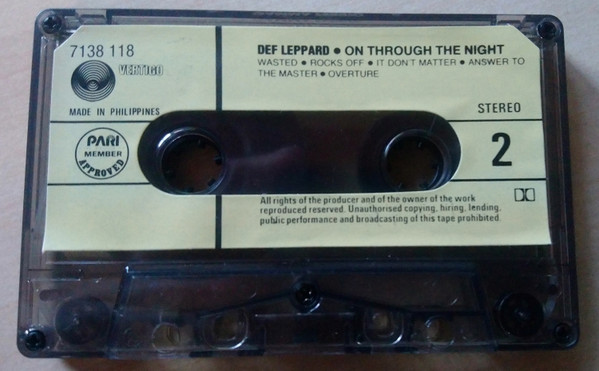 7138 118
VERTIGO
MADE IN PHILIPPINES
PARI
MEMBER
APPROVED
DEF LEPPARD ● ON THROUGH THE NIGHT
WASTED ● ROCKS OFF ● IT DON'T MATTER ● ANSWER TO
THE MASTER ● OVERTURE
STEREO
2
All rights of the producer and of the owner of the work
reproduced reserved. Unauthorised copying, hiring, lending,
public performance and broadcasting of this tape prohibited.